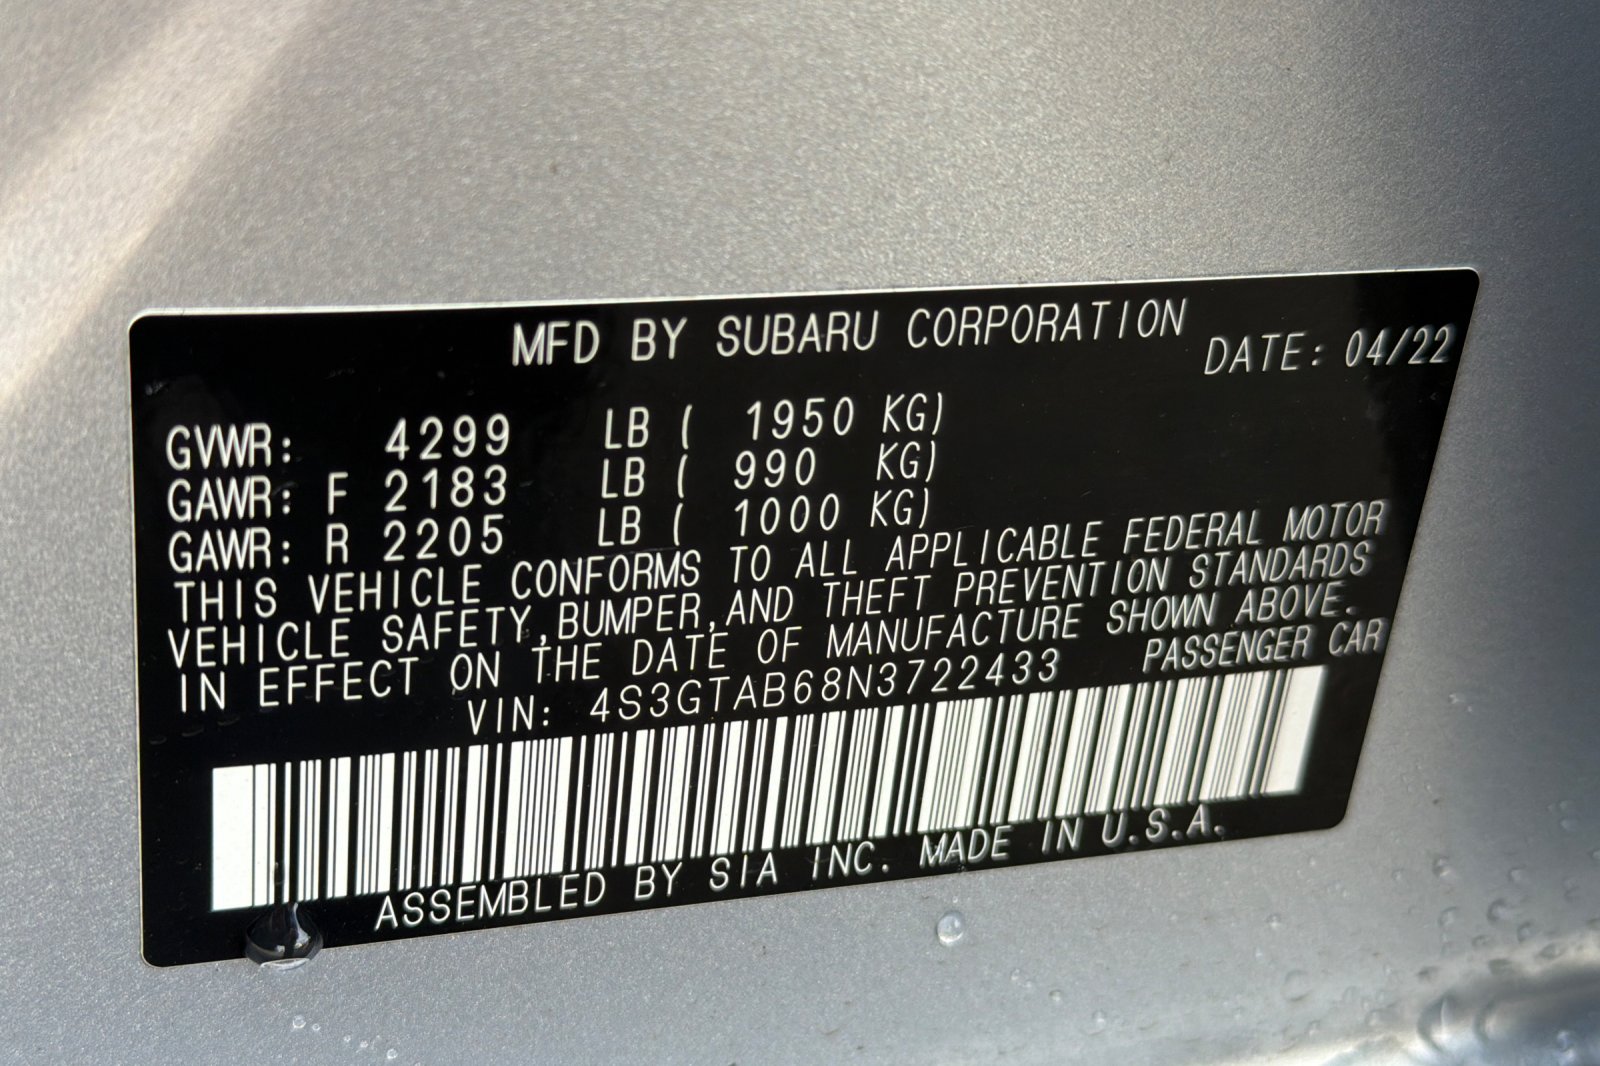 MFD BY SUBARU CORPORATION
DATE: 04/22
GVWR: 4299 LB ( 1950 KG)
GAWR: F 2183 LB ( 990 KG)
GAWR: R 2205 LB ( 1000 KG)
THIS VEHICLE CONFORMS TO ALL APPLICABLE FEDERAL MOTOR
VEHICLE SAFETY,BUMPER,AND THEFT PREVENTION STANDARDS
IN EFFECT ON THE DATE OF MANUFACTURE SHOWN ABOVE.
PASSENGER CAR
VIN: 4S3GTAB68N3722433
ASSEMBLED BY SIA INC. MADE IN U.S.A.